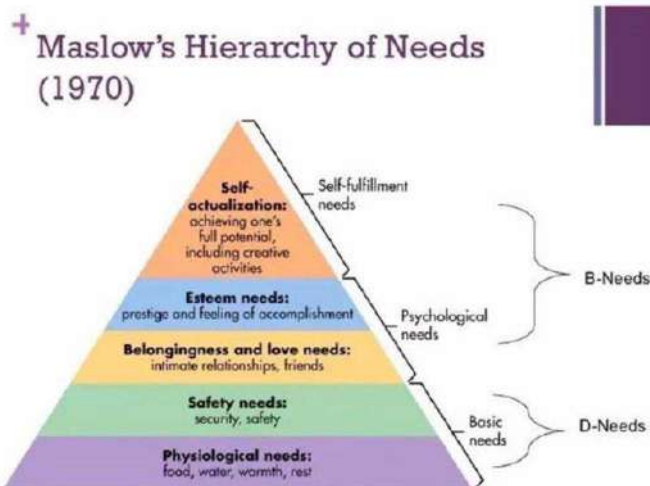 +
Maslow's Hierarchy of Needs
(1970)
Self-
actualization:
achieving one's
full potential,
including creative
activities
Esteem needs:
prestige and feeling of accomplishment
Belongingness and love needs:
intimate relationships, friends
Safety needs:
security, safety
Physiological needs:
food, water, warmth, rest
Self-fulfillment
needs
Psychological
needs
Basic
needs
B-Needs
D-Needs